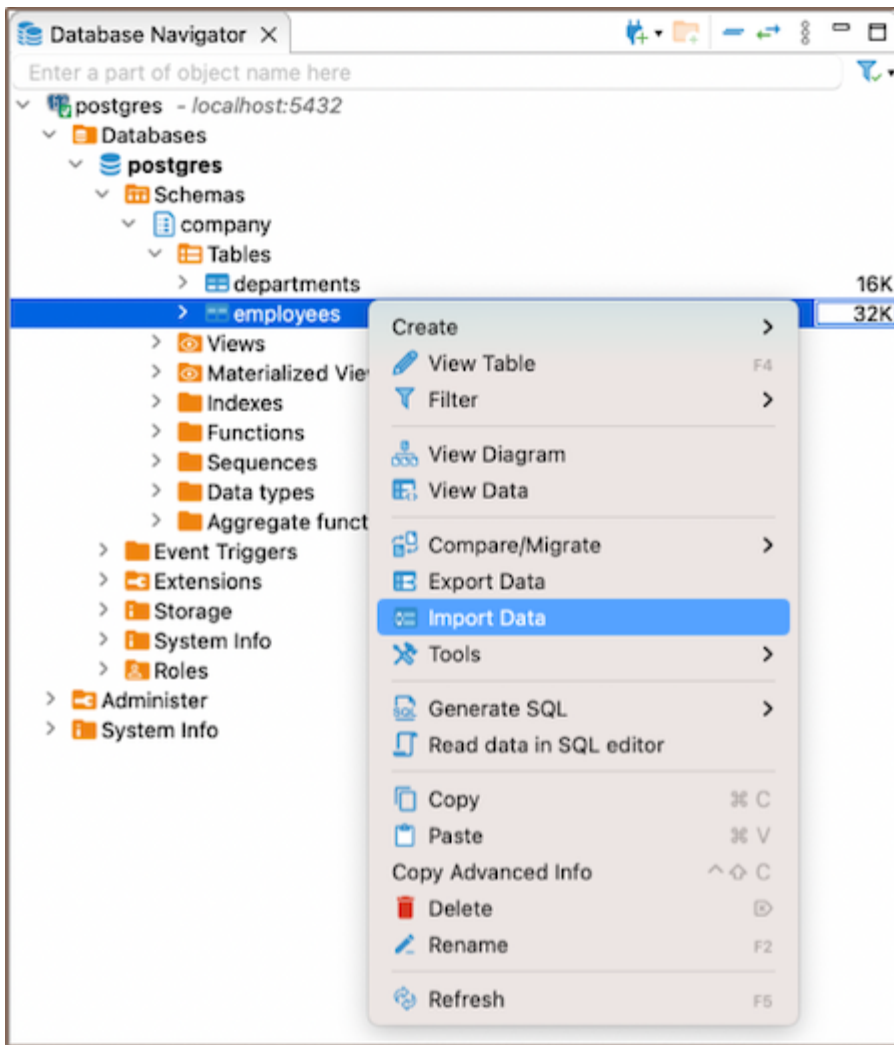 Database Navigator
Enter a part of object name here
postgres - localhost:5432
Databases
postgres
Schemas
company
Tables
departments 16K
employees 32K
Views
Materialized Vie
Indexes
Functions
Sequences
Data types
Aggregate funct
Event Triggers
Extensions
Storage
System Info
Roles
Administer
System Info
Create
View Table F4
Filter
View Diagram
View Data
Compare/Migrate
Export Data
Import Data
Tools
Generate SQL
Read data in SQL editor
Copy ⌘ C
Paste ⌘ V
Copy Advanced Info ^ ⇧ C
Delete ⌦
Rename F2
Refresh F5